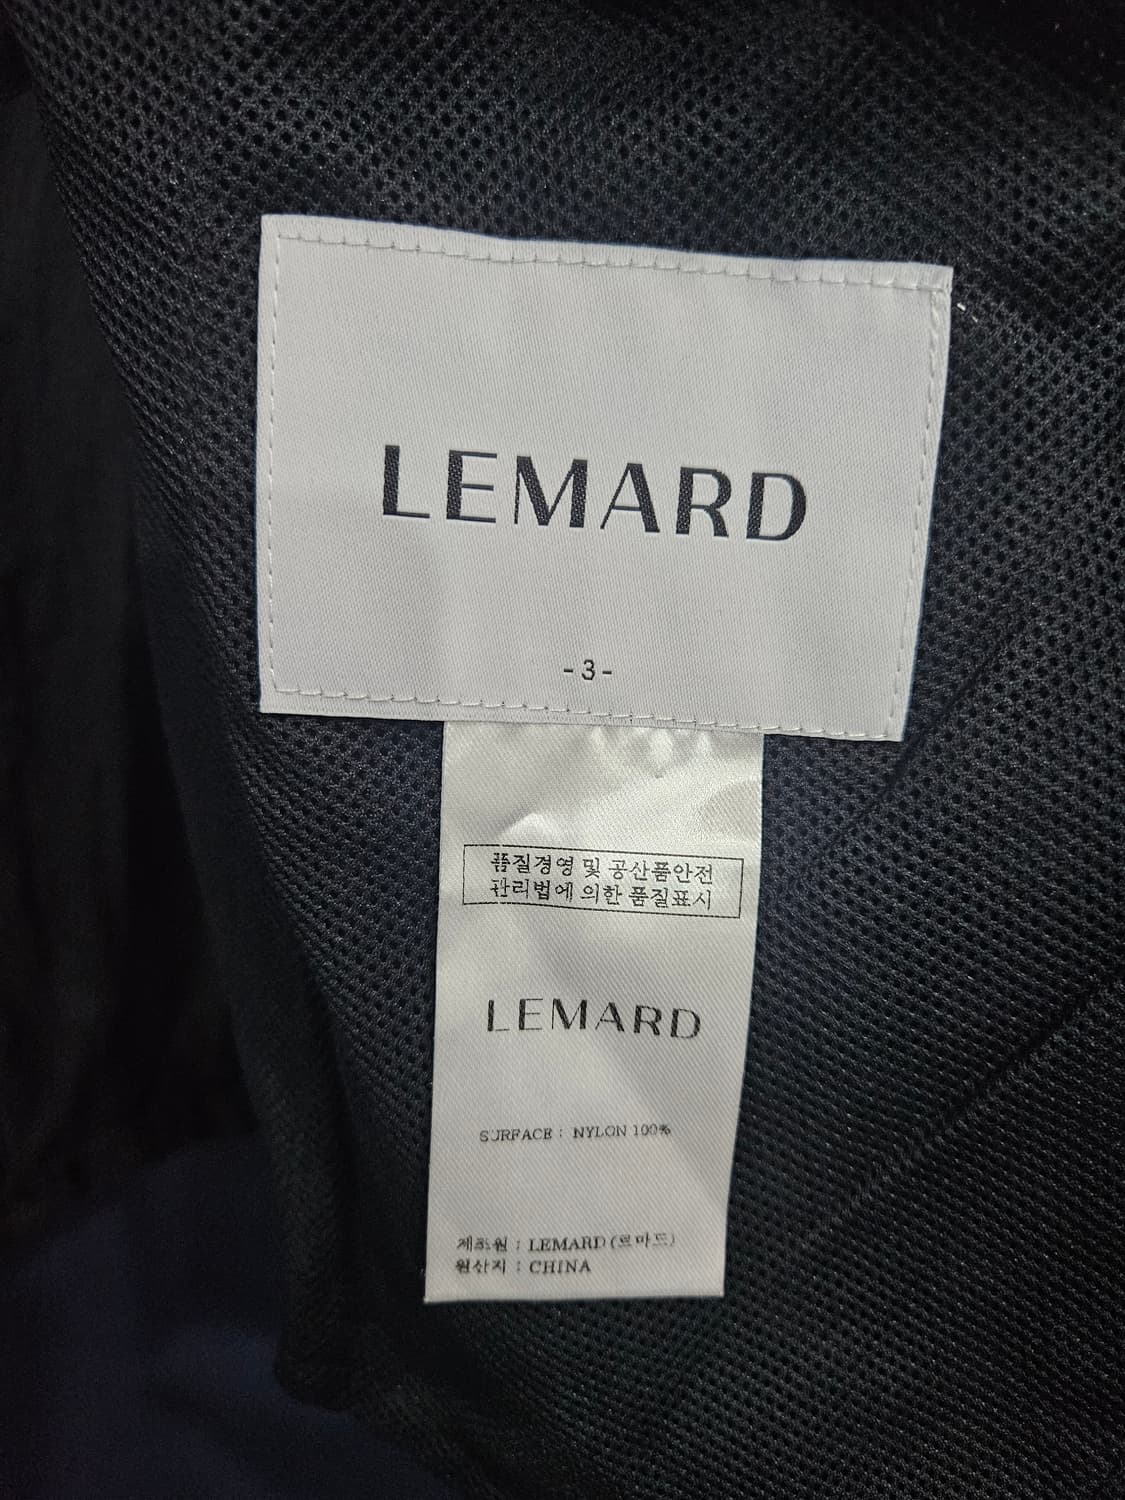 LEMARD
-3-
품질경영 및 공산품안전
관리법에 의한 품질표시
LEMARD
SURFACE : NYLON 100%
제조원 : LEMARD (르마드)
원산지 : CHINA